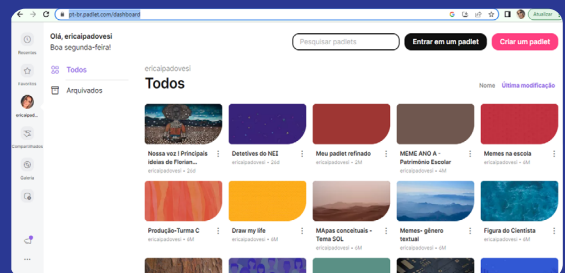 pt-br.padlet.com/dashboard
Atualizar
Olá, ericaipadovesi
Boa segunda-feira!
Pesquisar padlets
Entrar em um padlet
Criar um padlet
Recentes
Favoritos
ericaipad...
Compartilhados
Galeria
Todos
Arquivados
ericaipadovesi
Todos
Nome
Última modificação
Nossa voz ! Principais ideias de Florian...
ericaipadovesi • 26d
Detetives do NEI
ericaipadovesi • 28d
Meu padlet refinado
ericaipadovesi • 2M
MEME ANO A - Patrimônio Escolar
ericaipadovesi • 4M
Memes na escola
ericaipadovesi • 4M
Produção-Turma C
ericaipadovesi • 6M
Draw my life
ericaipadovesi • 6M
MApas conceituais - Tema SOL
ericaipadovesi • 6M
Memes- gênero textual
ericaipadovesi • 6M
Figura do Cientista
ericaipadovesi • 6M